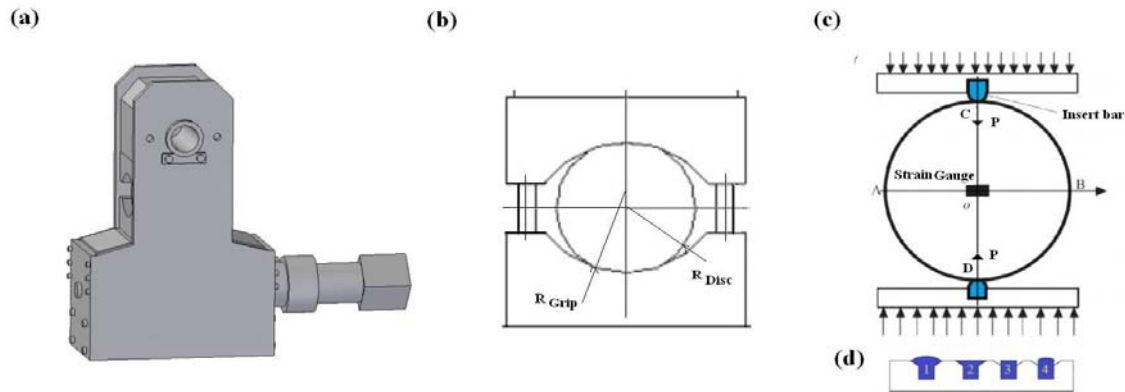 (a)
(b)
(c)
R Grip
R Disc
C P
Insert bar
Strain Gauge
A B
o
P
D
(d)
1 2 3 4